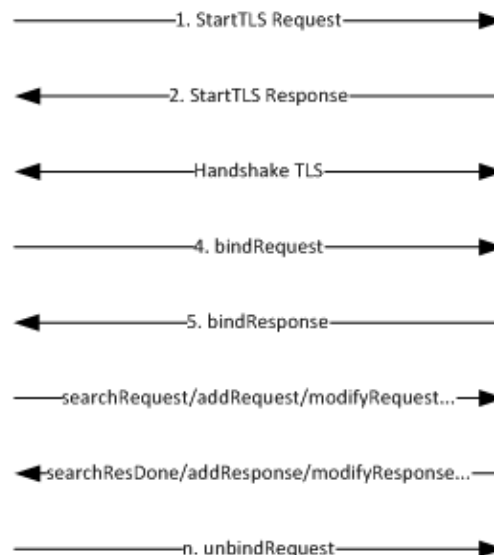 1. StartTLS Request
2. StartTLS Response
Handshake TLS
4. bindRequest
5. bindResponse
searchRequest/addRequest/modifyRequest...
searchResDone/addResponse/modifyResponse...
n. unbindRequest